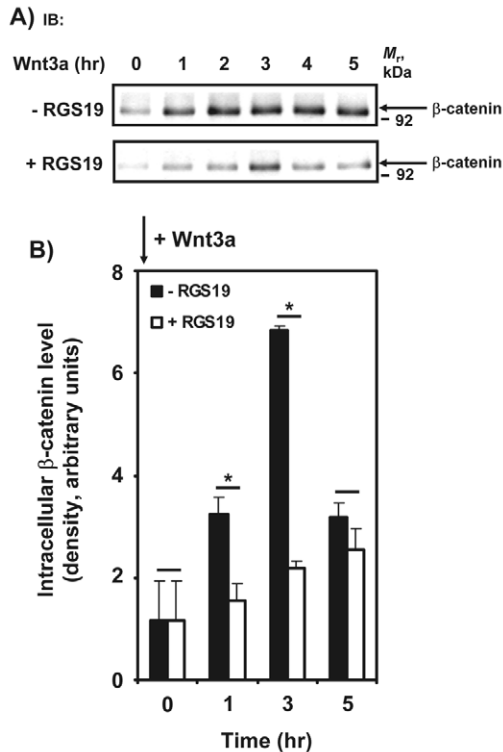 A) IB:
Wnt3a (hr) 0 1 2 3 4 5 Mr, kDa
- RGS19 β-catenin
- 92
+ RGS19 β-catenin
- 92
B) + Wnt3a
- RGS19
+ RGS19
*
*
8
6
4
2
0
Intracellular β-catenin level
(density, arbitrary units)
0 1 3 5
Time (hr)